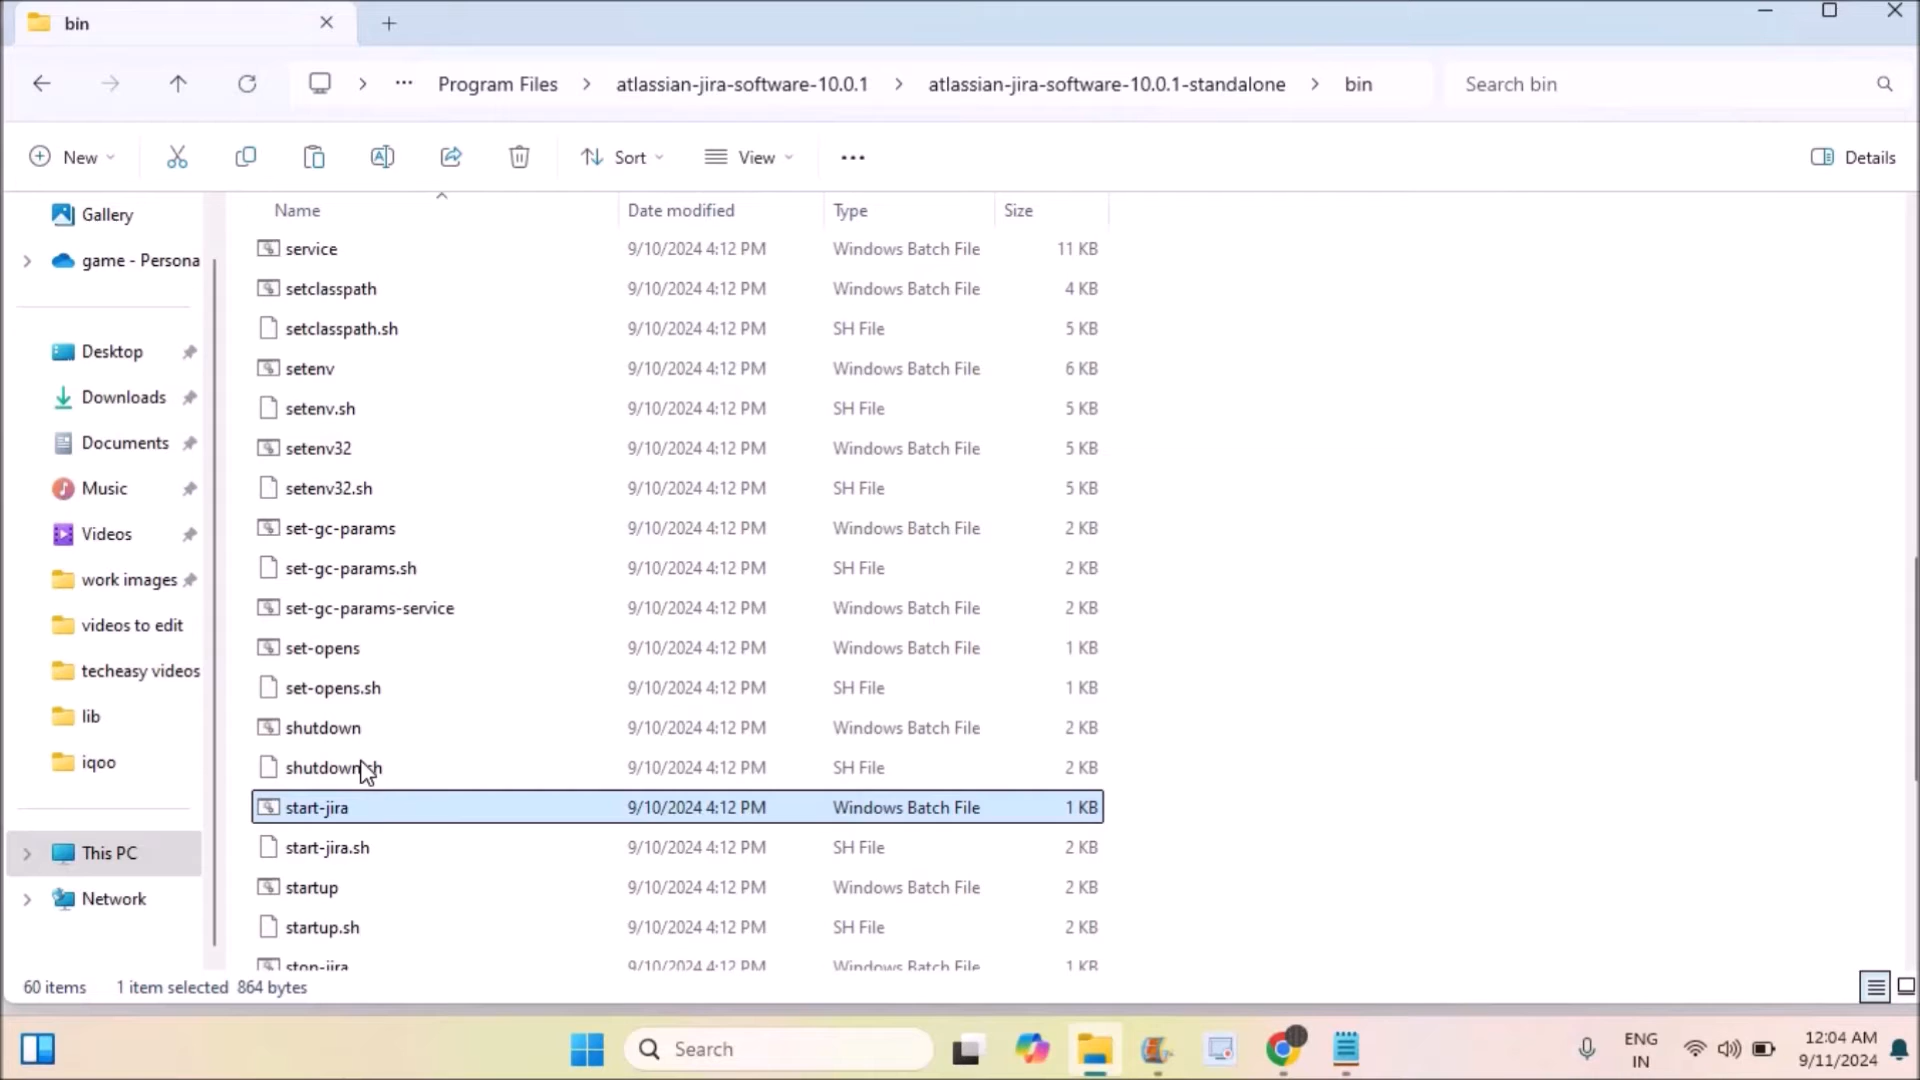 bin
Program Files
atlassian-jira-software-10.0.1
atlassian-jira-software-10.0.1-standalone
bin
Search bin
New
Sort
View
Details
Name Date modified Type Size
service 9/10/2024 4:12 PM Windows Batch File 11 KB
setclasspath 9/10/2024 4:12 PM Windows Batch File 4 KB
setclasspath.sh 9/10/2024 4:12 PM SH File 5 KB
setenv 9/10/2024 4:12 PM Windows Batch File 6 KB
setenv.sh 9/10/2024 4:12 PM SH File 5 KB
setenv32 9/10/2024 4:12 PM Windows Batch File 5 KB
setenv32.sh 9/10/2024 4:12 PM SH File 5 KB
set-gc-params 9/10/2024 4:12 PM Windows Batch File 2 KB
set-gc-params.sh 9/10/2024 4:12 PM SH File 2 KB
set-gc-params-service 9/10/2024 4:12 PM Windows Batch File 2 KB
set-opens 9/10/2024 4:12 PM Windows Batch File 1 KB
set-opens.sh 9/10/2024 4:12 PM SH File 1 KB
shutdown 9/10/2024 4:12 PM Windows Batch File 2 KB
shutdown.sh 9/10/2024 4:12 PM SH File 2 KB
start-jira 9/10/2024 4:12 PM Windows Batch File 1 KB
start-jira.sh 9/10/2024 4:12 PM SH File 2 KB
startup 9/10/2024 4:12 PM Windows Batch File 2 KB
startup.sh 9/10/2024 4:12 PM SH File 2 KB
stop-jira 9/10/2024 4:12 PM Windows Batch File 1 KB
Gallery
game - Persona
Desktop
Downloads
Documents
Music
Videos
work images
videos to edit
techeasy videos
lib
iqoo
This PC
Network
60 items 1 item selected 864 bytes
Search
ENG
IN
12:04 AM
9/11/2024